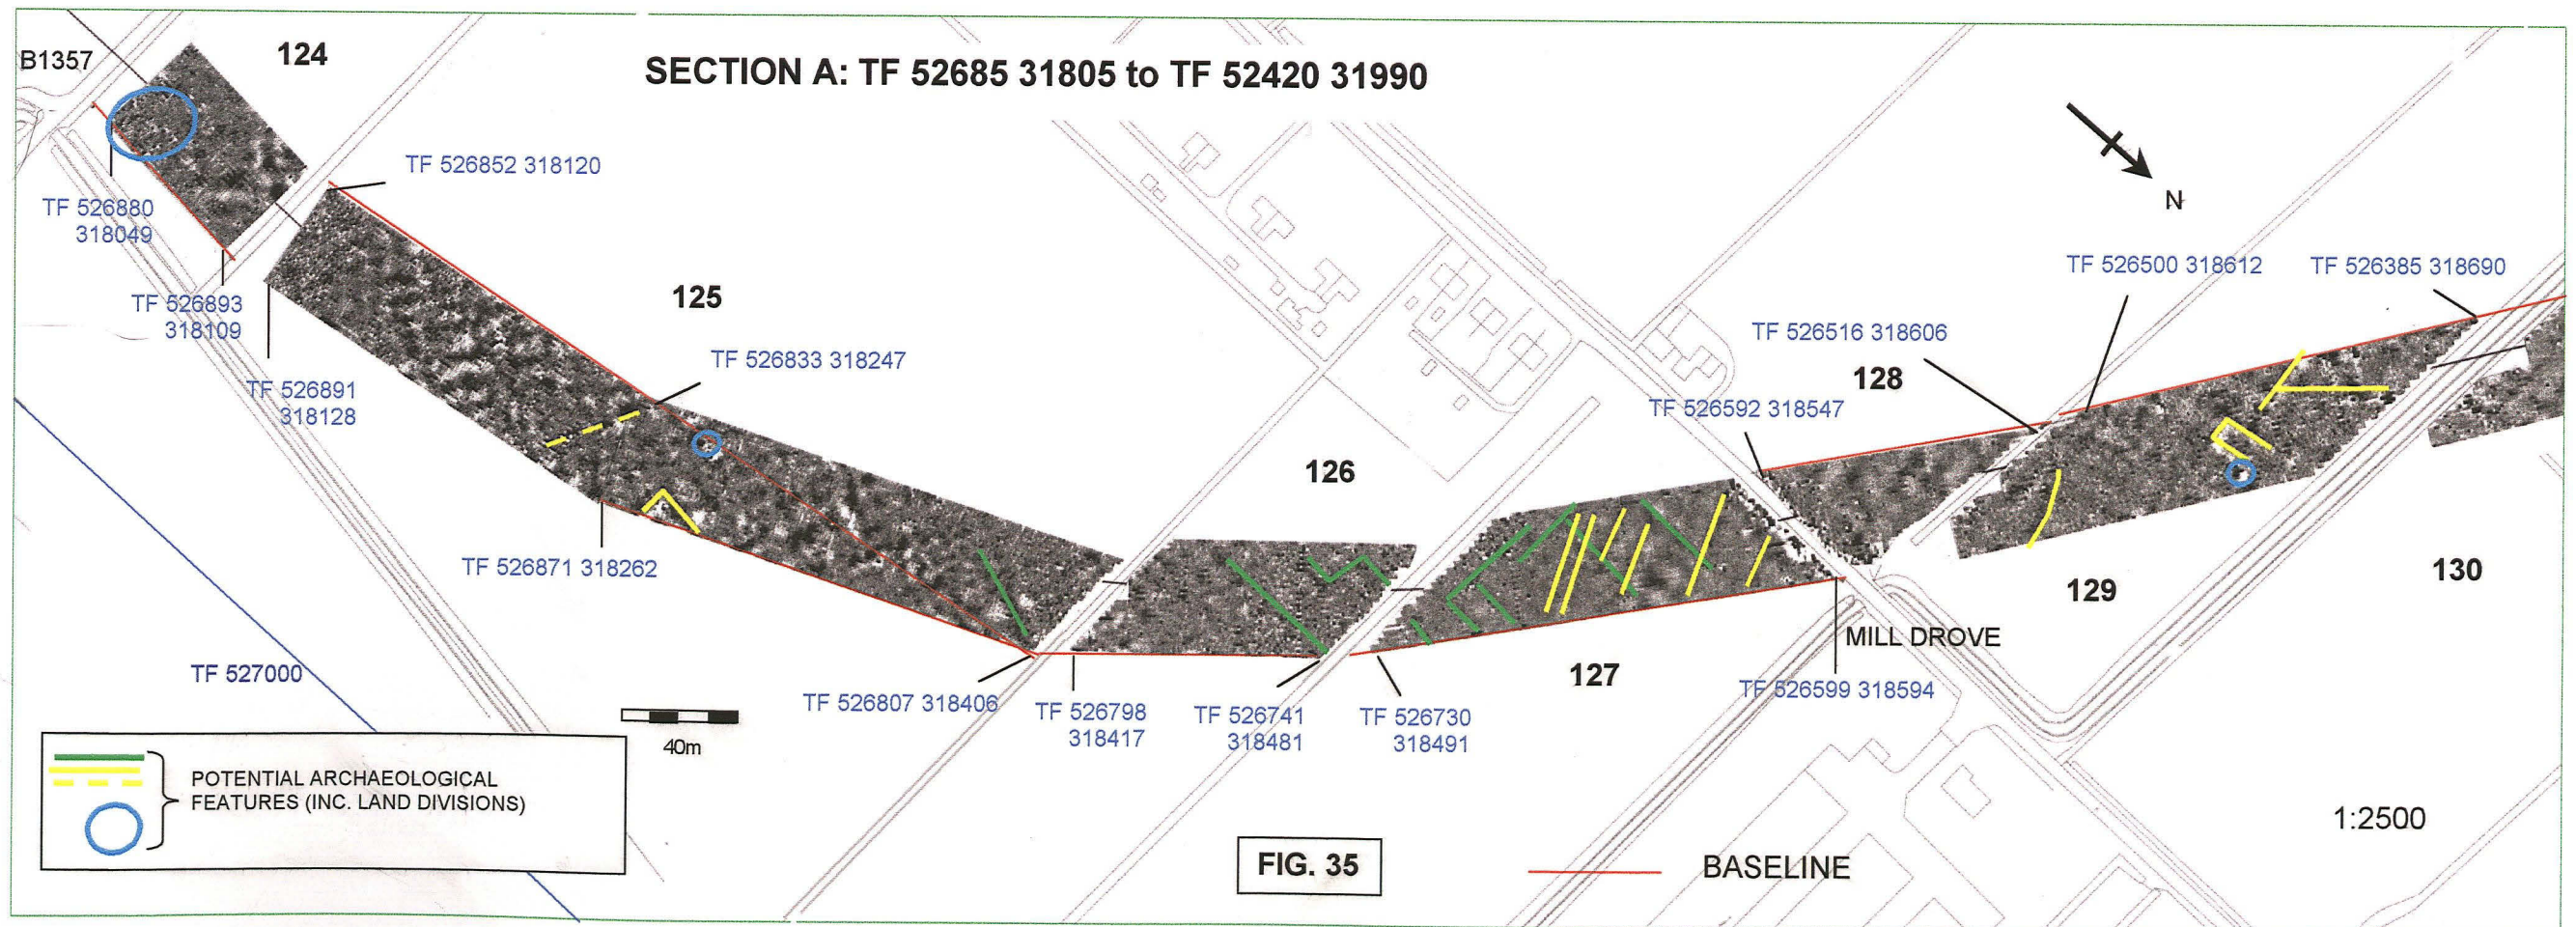 B1357
124
SECTION A: TF 52685 31805 to TF 52420 31990
TF 526852 318120
N
TF 526880
318049
TF 526500 318612
TF 526385 318690
125
TF 526893
318109
TF 526516 318606
TF 526833 318247
128
TF 526891
318128
TF 526592 318547
126
TF 526871 318262
130
129
MILL DROVE
TF 527000
127
TF 526807 318406
TF 526798
318417
TF 526741
318481
TF 526730
318491
TF 526599 318594
40m
POTENTIAL ARCHAEOLOGICAL
FEATURES (INC. LAND DIVISIONS)
1:2500
FIG. 35
BASELINE